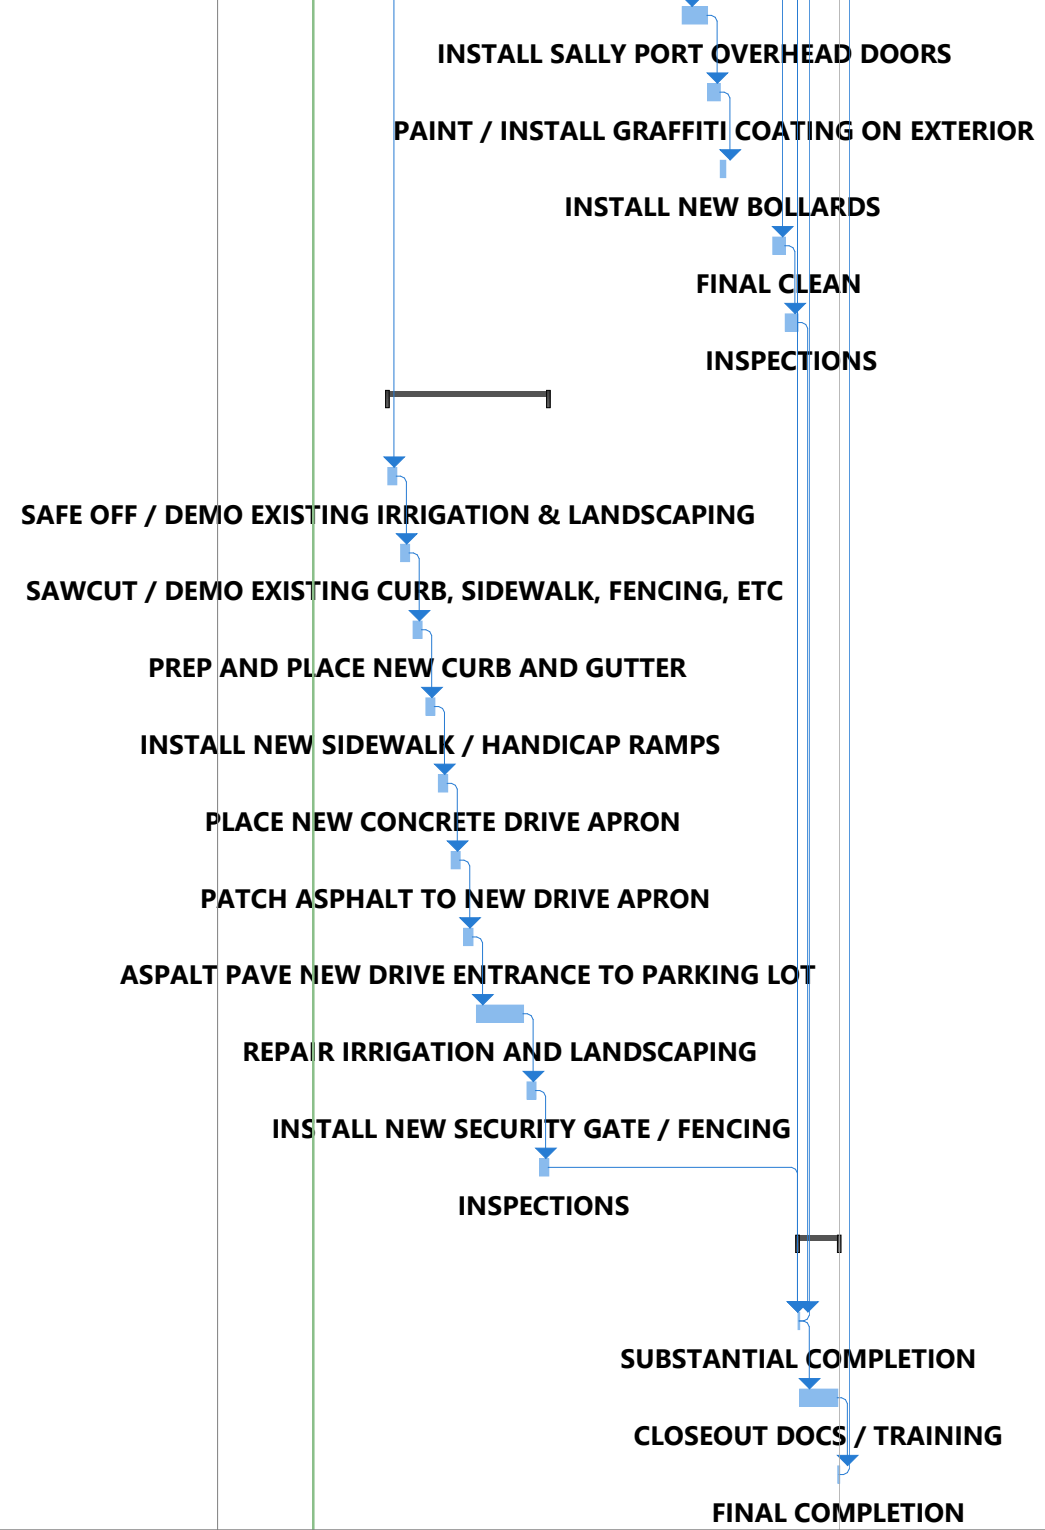 INSTALL SALLY PORT OVERHEAD DOORS
PAINT / INSTALL GRAFFITI COATING ON EXTERIOR
INSTALL NEW BOLLARDS
FINAL CLEAN
INSPECTIONS
SAFE OFF / DEMO EXISTING IRRIGATION & LANDSCAPING
SAWCUT / DEMO EXISTING CURB, SIDEWALK, FENCING, ETC
PREP AND PLACE NEW CURB AND GUTTER
INSTALL NEW SIDEWALK / HANDICAP RAMPS
PLACE NEW CONCRETE DRIVE APRON
PATCH ASPHALT TO NEW DRIVE APRON
ASPALT PAVE NEW DRIVE ENTRANCE TO PARKING LOT
REPAIR IRRIGATION AND LANDSCAPING
INSTALL NEW SECURITY GATE / FENCING
INSPECTIONS
SUBSTANTIAL COMPLETION
CLOSEOUT DOCS / TRAINING
FINAL COMPLETION